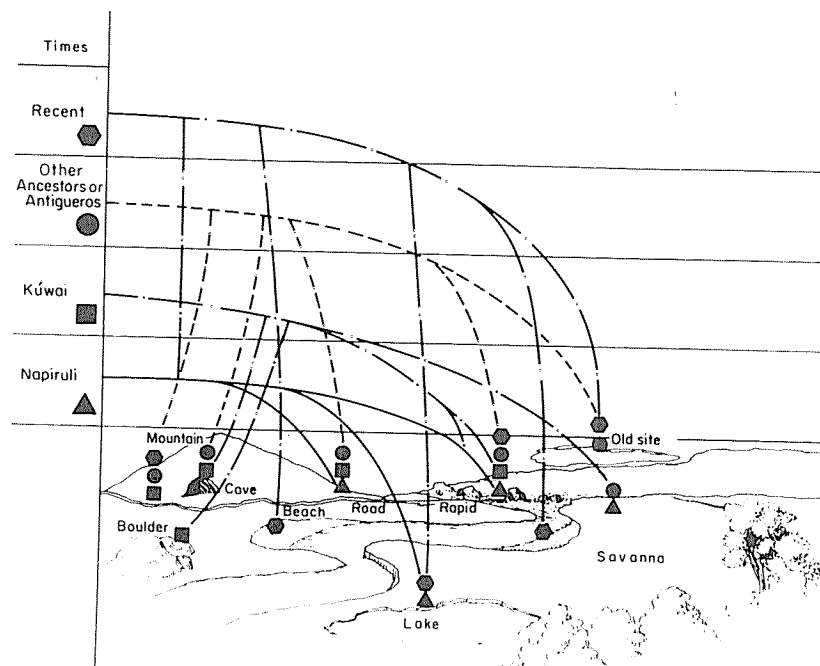 Times
Recent
Other
Ancestors or
Antigueros
Kúwai
Napiruli
Mountain
Old site
Cave
Beach
Road
Rapid
Boulder
Savanna
Lake